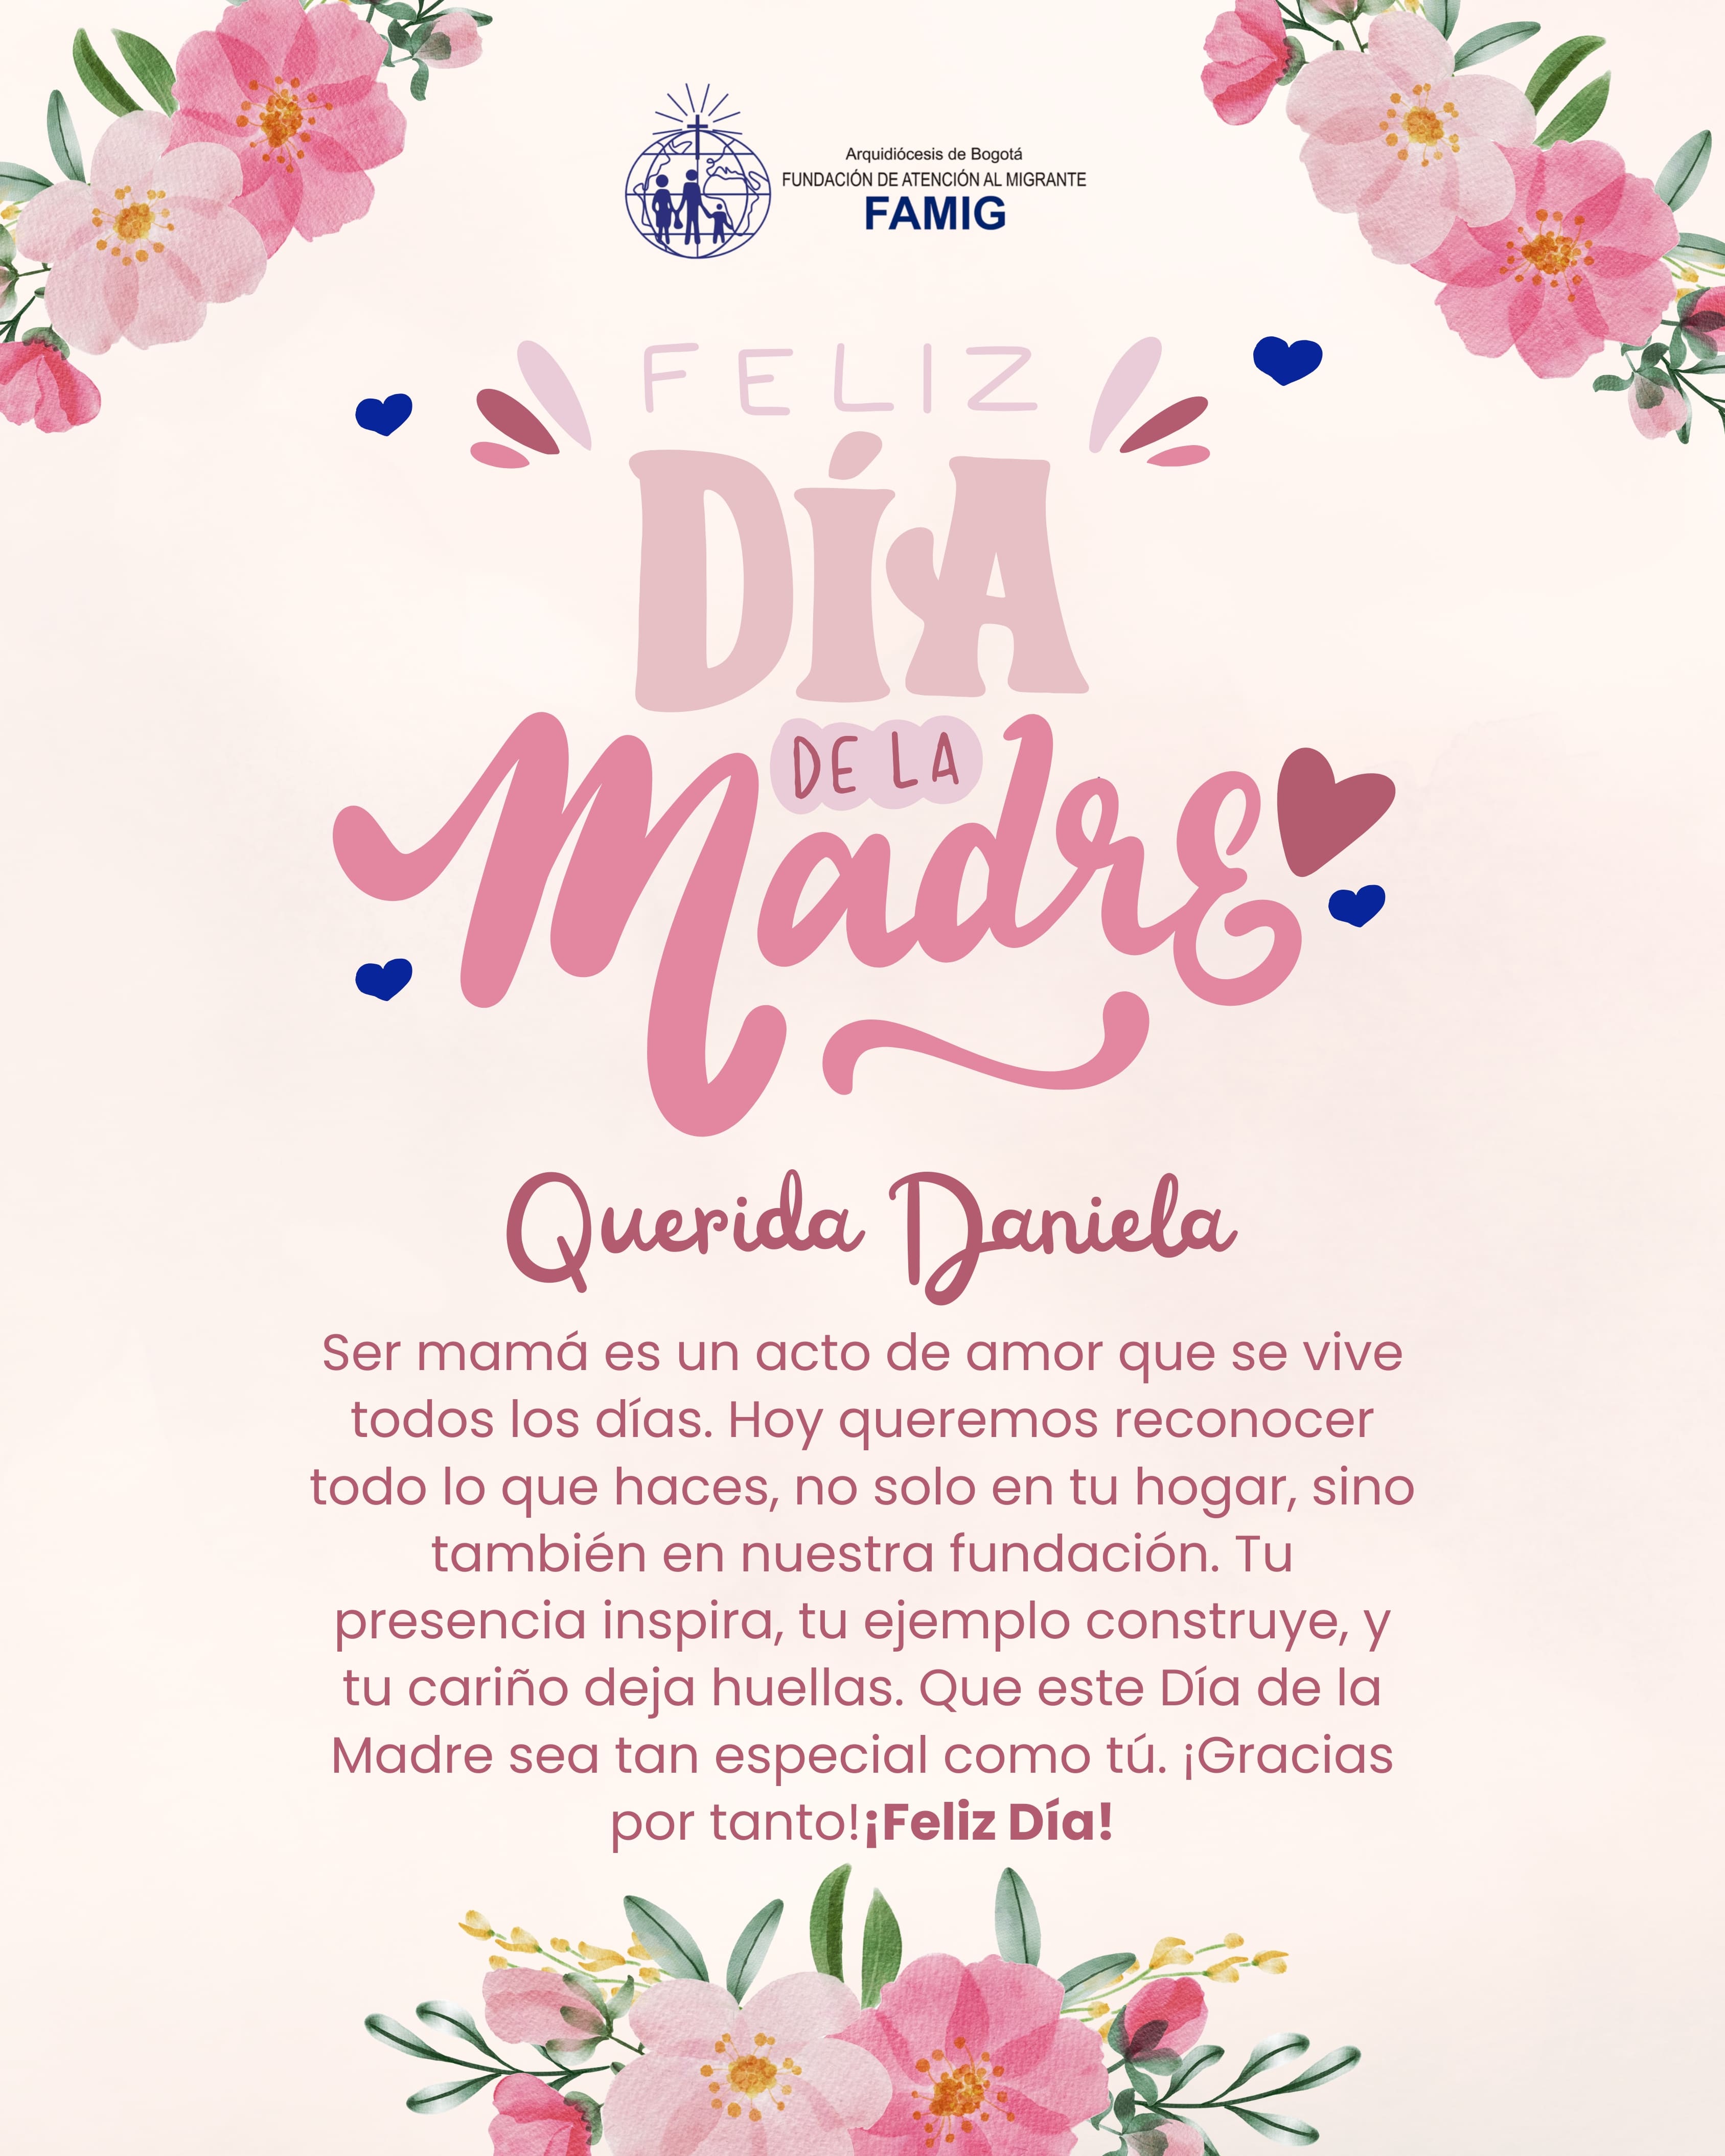 Arquidiócesis de Bogotá
FUNDACIÓN DE ATENCIÓN AL MIGRANTE
FAMIG
FELIZ
DÍA
DE LA
Madre
Querida Daniela
Ser mamá es un acto de amor que se vive
todos los días. Hoy queremos reconocer
todo lo que haces, no solo en tu hogar, sino
también en nuestra fundación. Tu
presencia inspira, tu ejemplo construye, y
tu cariño deja huellas. Que este Día de la
Madre sea tan especial como tú. ¡Gracias
por tanto!¡Feliz Día!